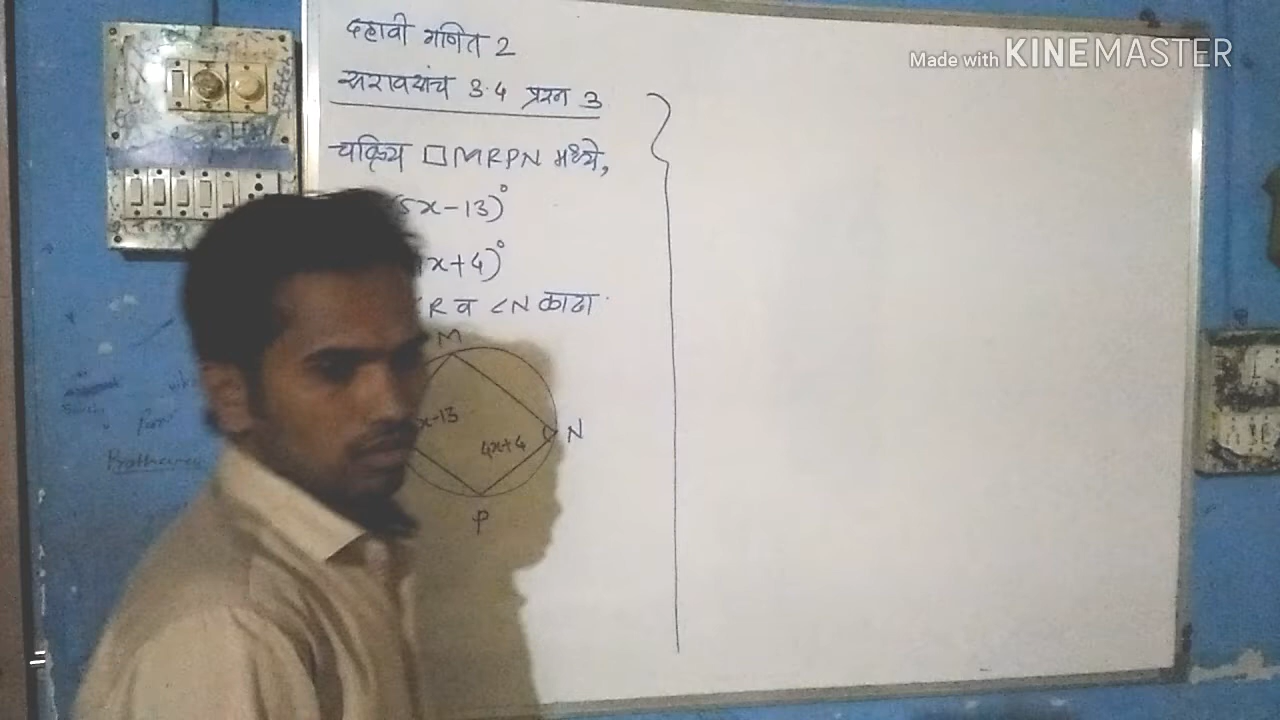 दहावी गणित 2
सरावसंच 3.4 प्रश्न 3
चक्रिय □MRPN मध्ये,
5x-13)°
x+4)°
R व ∠N काढा.
M
x-13
4x+4
N
P
Made with KINEMASTER